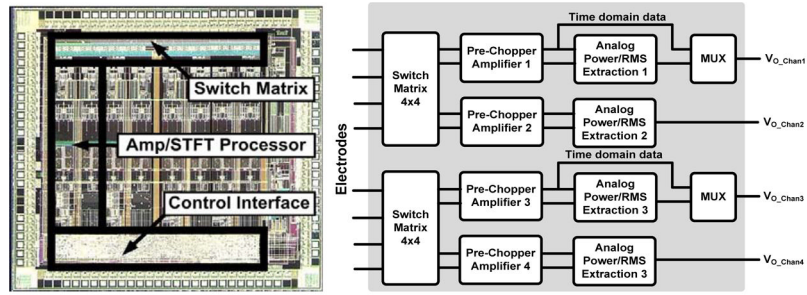 Switch Matrix
Amp/STFT Processor
Control Interface
Electrodes
Time domain data
Switch
Matrix
4x4
Pre-Chopper
Amplifier 1
Analog
Power/RMS
Extraction 1
MUX
V_O_Chan1
Pre-Chopper
Amplifier 2
Analog
Power/RMS
Extraction 2
V_O_Chan2
Time domain data
Switch
Matrix
4x4
Pre-Chopper
Amplifier 3
Analog
Power/RMS
Extraction 3
MUX
V_O_Chan3
Pre-Chopper
Amplifier 4
Analog
Power/RMS
Extraction 3
V_O_Chan4